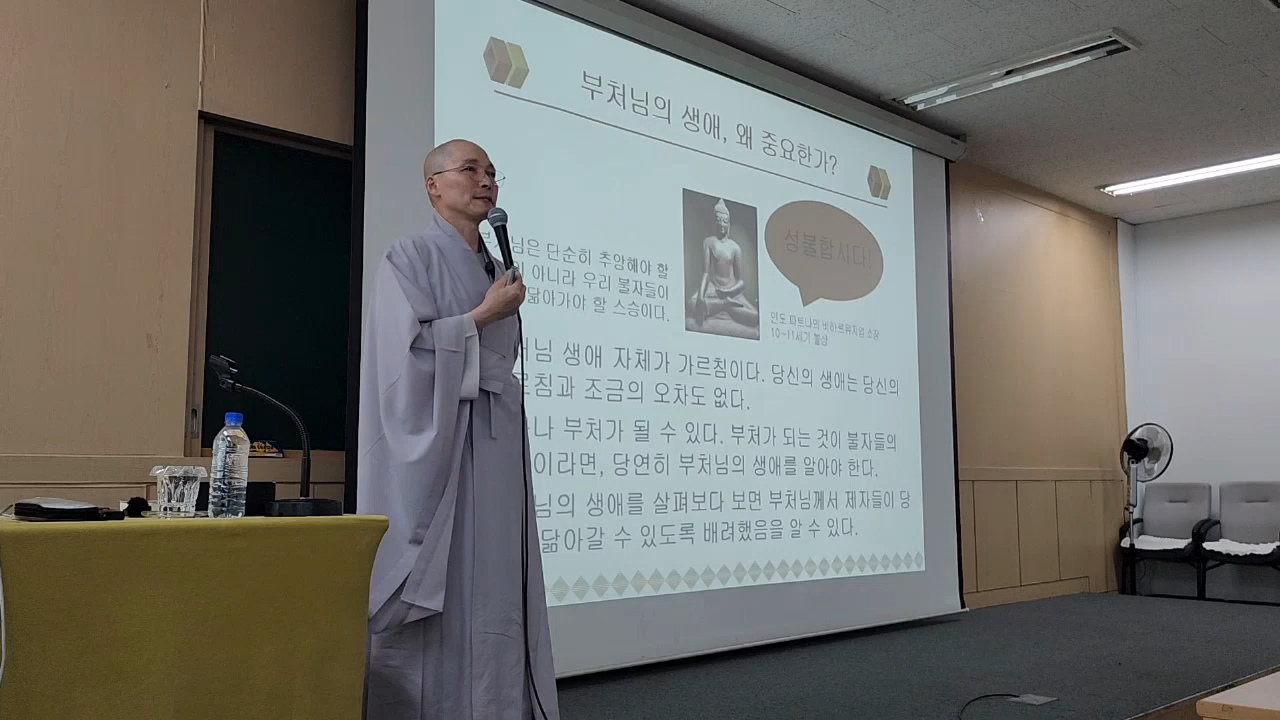 부처님의 생애, 왜 중요한가?
성불합시다!
부처님은 단순히 추앙해야 할
아니라 우리 불자들이
닮아가야 할 스승이다.
인도 파트나의 비하르뮤지엄 소장
10~11세기 불상
생애 자체가 가르침이다. 당신의 생애는 당신의
조금의 오차도 없다.
부처가 될 수 있다. 부처가 되는 것이 불자들의
이라면, 당연히 부처님의 생애를 알아야 한다.
님의 생애를 살펴보다 보면 부처님께서 제자들이 당
닮아갈 수 있도록 배려했음을 알 수 있다.